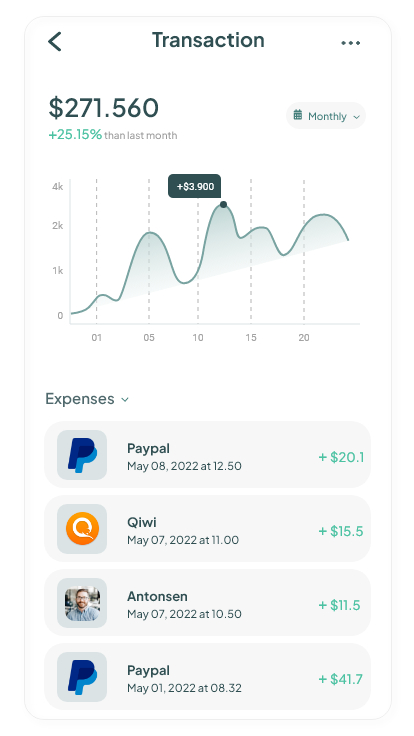 Transaction
$271.560
+25.15% than last month
Monthly
+$3.900
4k
2k
1k
0
01 05 10 15 20
Expenses
Paypal
May 08, 2022 at 12.50
+ $20.1
Qiwi
May 07, 2022 at 11.00
+ $15.5
Antonsen
May 07, 2022 at 10.50
+ $11.5
Paypal
May 01, 2022 at 08.32
+ $41.7